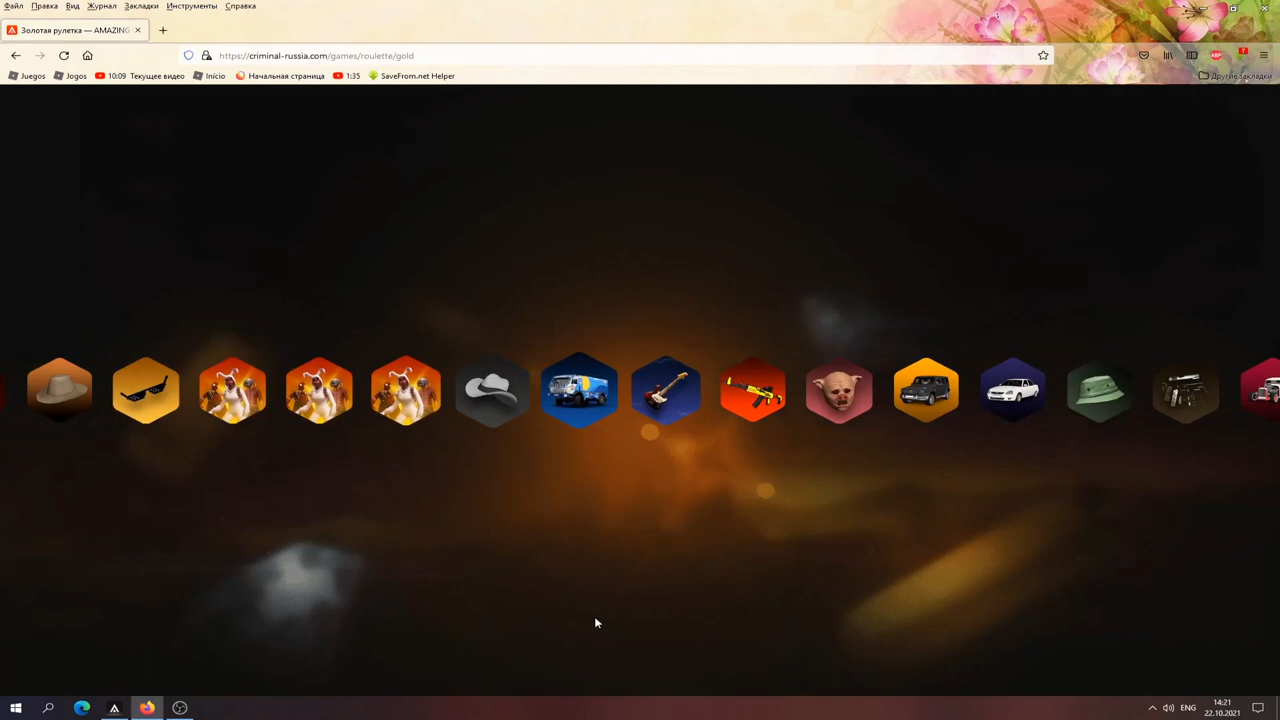 Файл Правка Вид Журнал Закладки Инструменты Справка
Золотая рулетка — AMAZING
https://criminal-russia.com/games/roulette/gold
Juegos Jogos 10:09 Текущее видео Início Начальная страница 1:35 SaveFrom.net Helper Другие закладки
ABP
ENG 14:21
22.10.2021